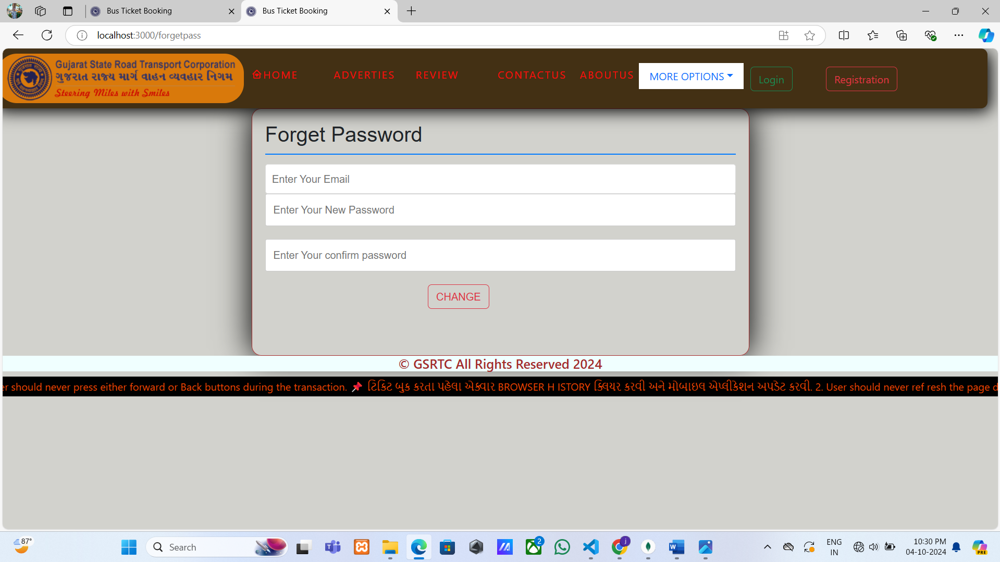 Bus Ticket Booking
Bus Ticket Booking
localhost:3000/forgetpass
Gujarat State Road Transport Corporation
ગુજરાત રાજ્ય માર્ગ વાહન વ્યવહાર નિગમ
Steering Miles with Smiles
HOME ADVERTIES REVIEW CONTACTUS ABOUTUS MORE OPTIONS Login Registration
Forget Password
Enter Your Email
Enter Your New Password
Enter Your confirm password
CHANGE
© GSRTC All Rights Reserved 2024
er should never press either forward or Back buttons during the transaction. 📌 ટિકિટ બુક કરતા પહેલા એકવાર BROWSER H ISTORY ક્લિયર કરવી અને મોબાઇલ એપ્લીકેશન અપડેટ કરવી. 2. User should never ref resh the page d
87°
Search
2
j
ENG
IN
10:30 PM
04-10-2024
PRE